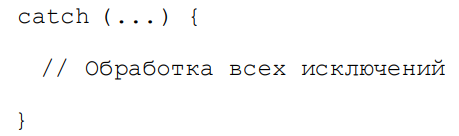 catch (...) {
// Обработка всех исключений
}